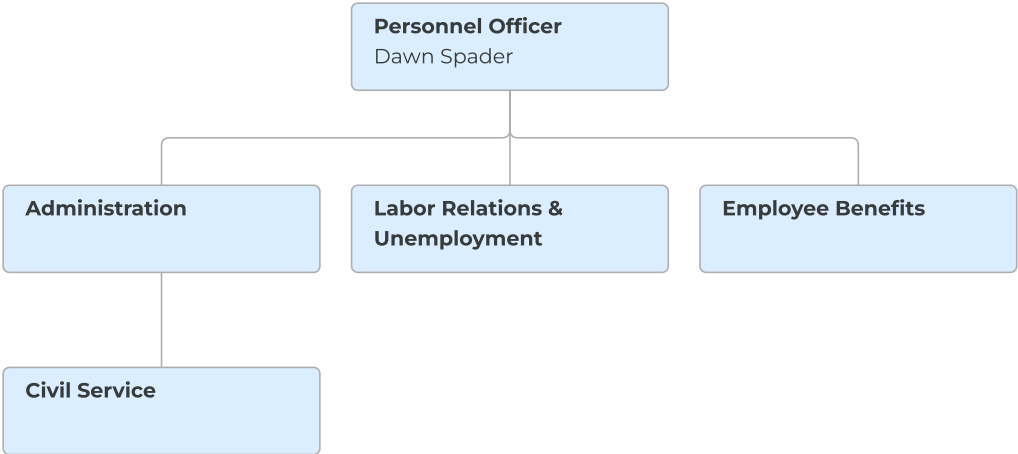 Personnel Officer
Dawn Spader
Administration
Labor Relations &
Unemployment
Employee Benefits
Civil Service